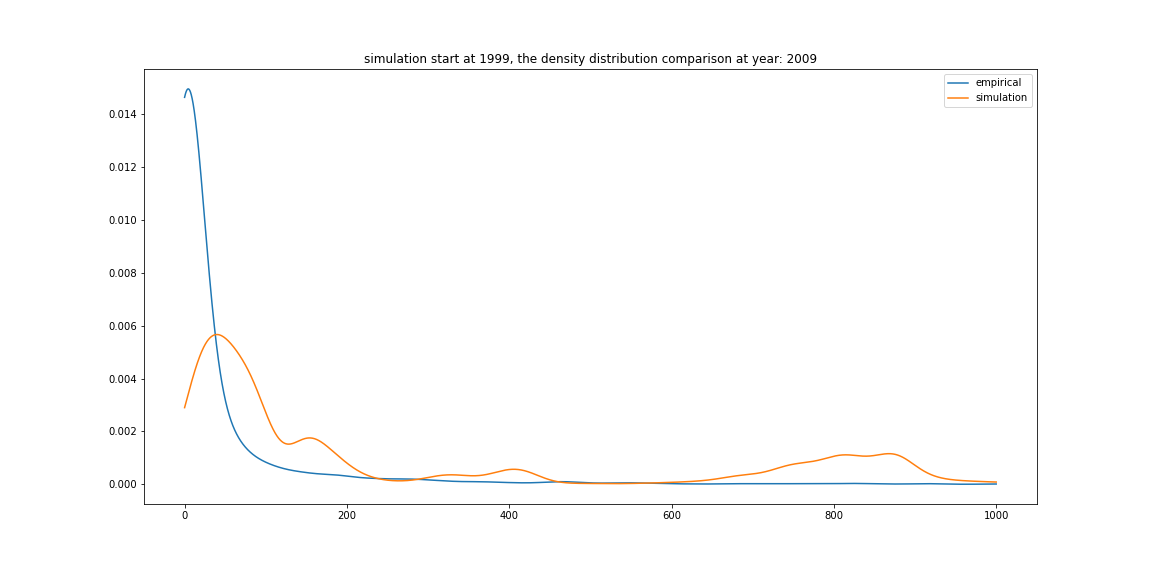 simulation start at 1999, the density distribution comparison at year: 2009
empirical
simulation
0.014
0.012
0.010
0.008
0.006
0.004
0.002
0.000
0 200 400 600 800 1000